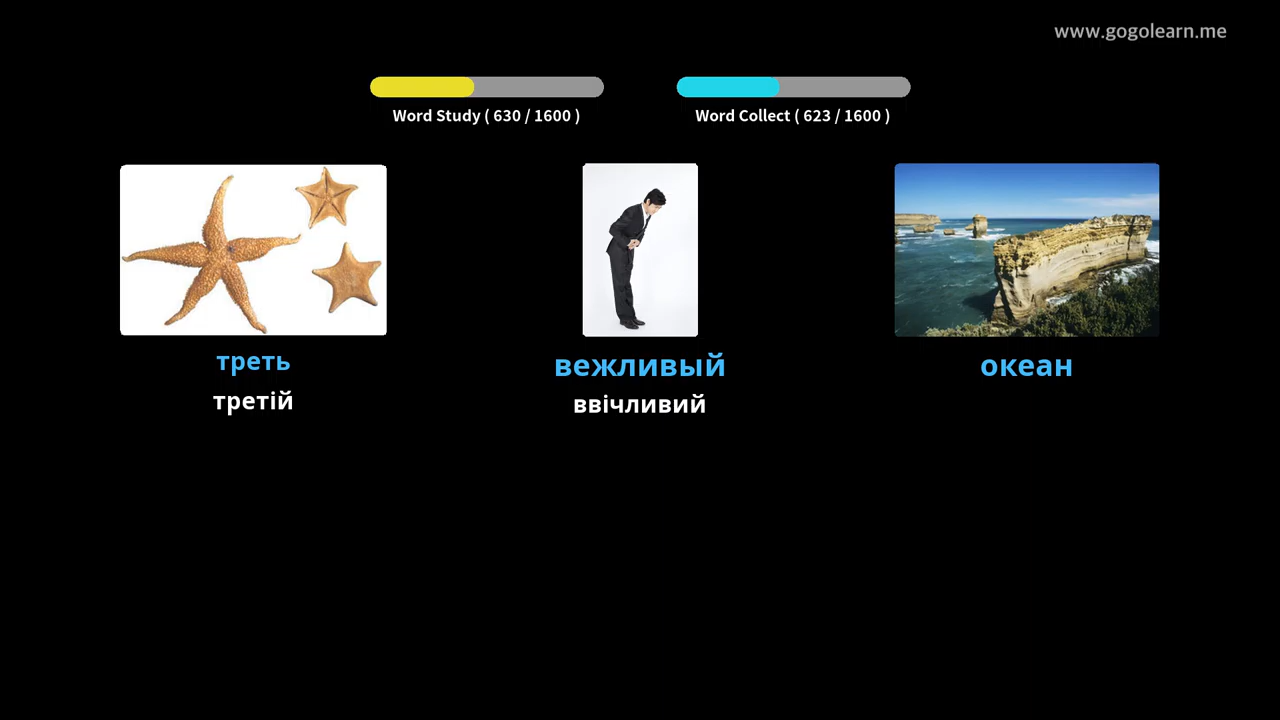 www.gogolearn.me
Word Study ( 630 / 1600 )
Word Collect ( 623 / 1600 )
треть
третій
вежливый
ввічливий
океан